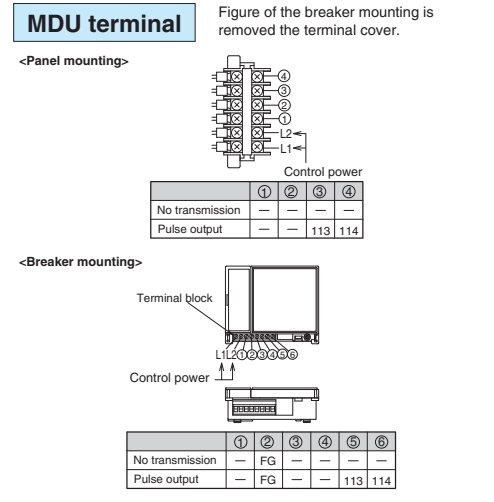 MDU terminal
Figure of the breaker mounting is
removed the terminal cover.
<Panel mounting>
④
③
②
①
L2
L1
Control power
① ② ③ ④
No transmission — — — —
Pulse output — — 113 114
<Breaker mounting>
Terminal block
L1L2①②③④⑤⑥
Control power
① ② ③ ④ ⑤ ⑥
No transmission — FG — — — —
Pulse output — FG — — 113 114